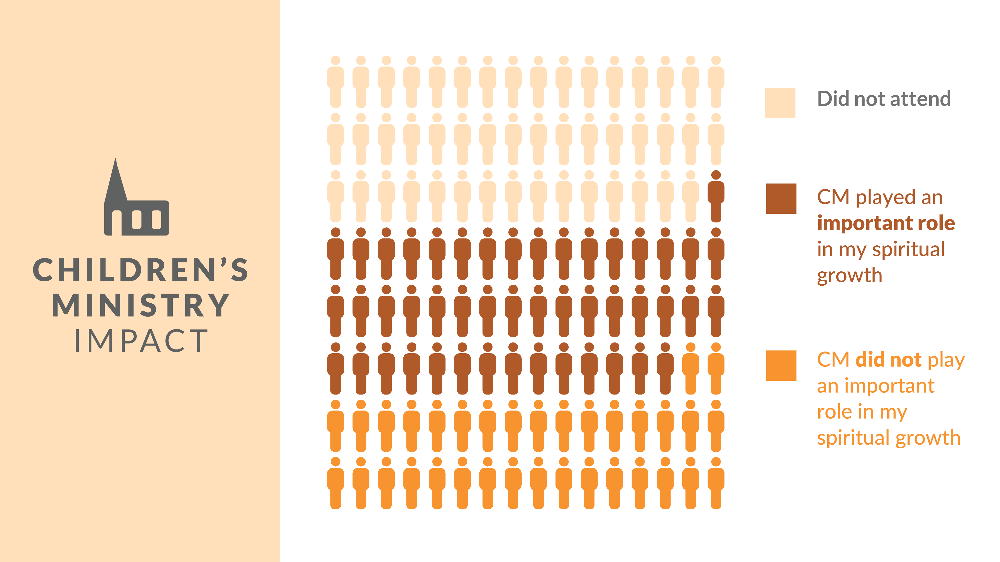 CHILDREN’S
MINISTRY
IMPACT
Did not attend
CM played an
important role
in my spiritual
growth
CM did not play
an important
role in my
spiritual growth